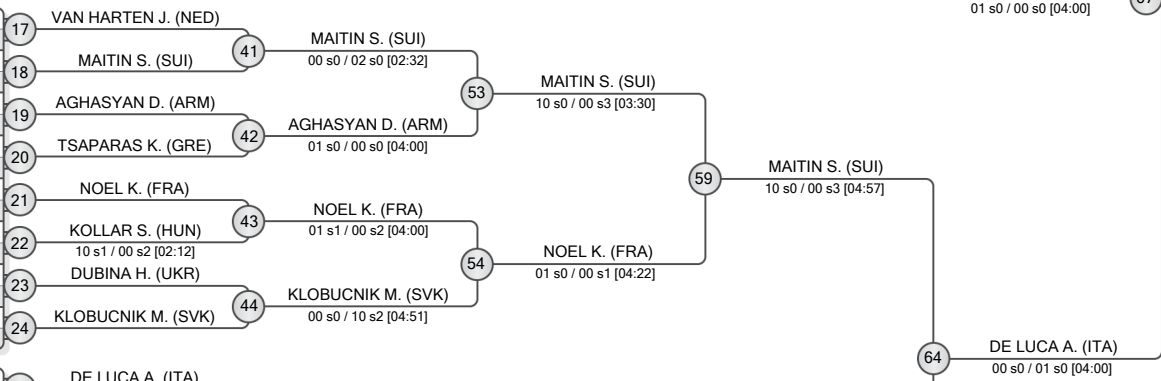 01 s0 / 00 s0 [04:00]
17
VAN HARTEN J. (NED)
18
MAITIN S. (SUI)
19
AGHASYAN D. (ARM)
20
TSAPARAS K. (GRE)
21
NOEL K. (FRA)
22
KOLLAR S. (HUN)
10 s1 / 00 s2 [02:12]
23
DUBINA H. (UKR)
24
KLOBUCNIK M. (SVK)
DE LUCA A. (ITA)
41
MAITIN S. (SUI)
00 s0 / 02 s0 [02:32]
42
AGHASYAN D. (ARM)
01 s0 / 00 s0 [04:00]
43
NOEL K. (FRA)
01 s1 / 00 s2 [04:00]
44
KLOBUCNIK M. (SVK)
00 s0 / 10 s2 [04:51]
53
MAITIN S. (SUI)
10 s0 / 00 s3 [03:30]
54
NOEL K. (FRA)
01 s0 / 00 s1 [04:22]
59
MAITIN S. (SUI)
10 s0 / 00 s3 [04:57]
64
DE LUCA A. (ITA)
00 s0 / 01 s0 [04:00]